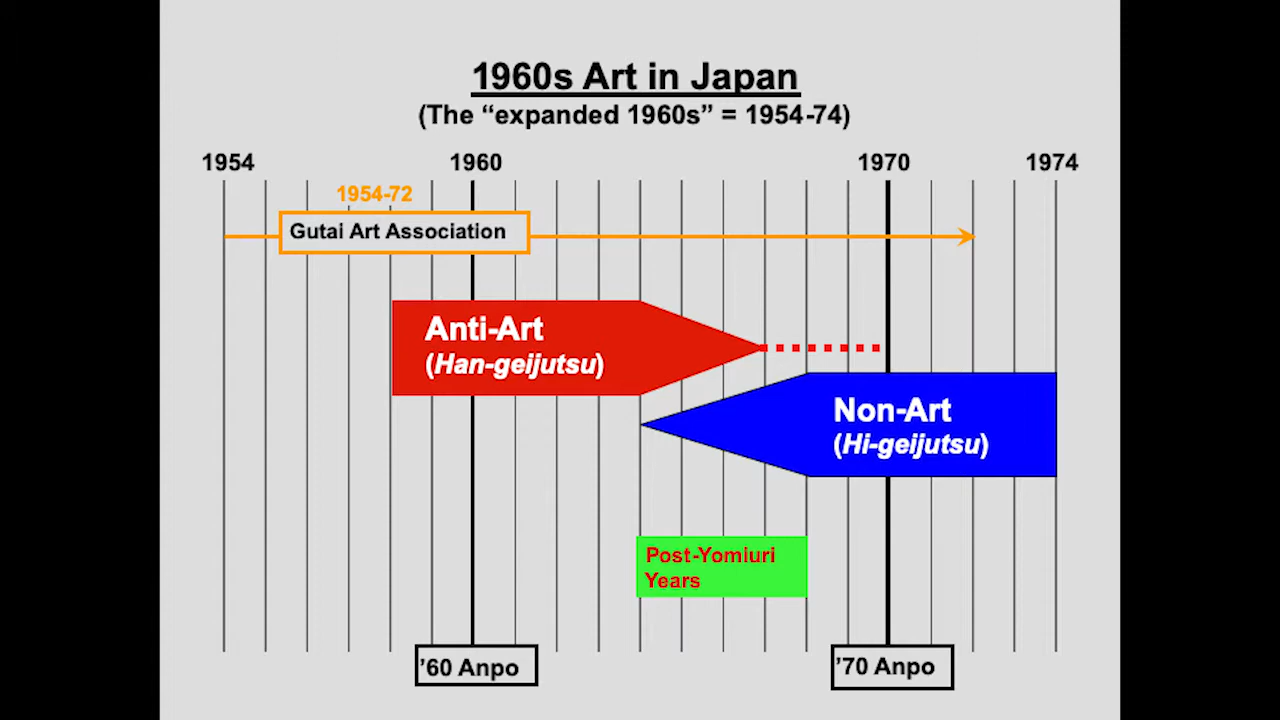 1960s Art in Japan
(The “expanded 1960s” = 1954-74)
1954 1960 1970 1974
1954-72
Gutai Art Association
Anti-Art
(Han-geijutsu)
Non-Art
(Hi-geijutsu)
Post-Yomiuri
Years
’60 Anpo
’70 Anpo